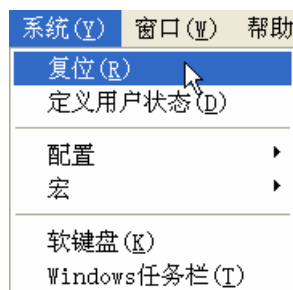 系统(Y) 窗口(W) 帮助
复位(R)
定义用户状态(D)
配置
宏
软键盘(K)
Windows任务栏(T)